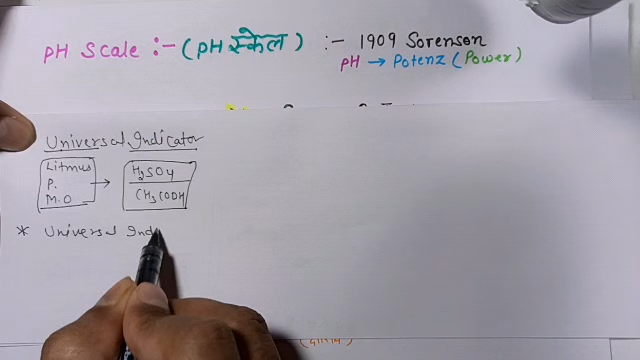 pH Scale :- (pH स्केल) :- 1909 Sorenson
pH → Potenz (Power)
Universal Indicator
Litmus
P.
M.O → H₂SO₄
CH₃COOH
* Universal Ind